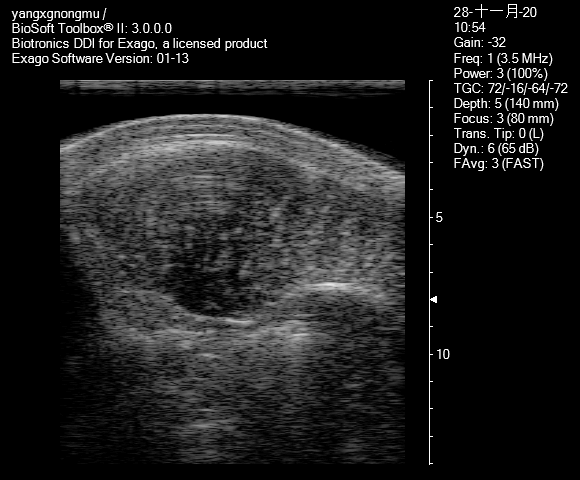 yangxgnongmu /
BioSoft Toolbox® II: 3.0.0.0
Biotronics DDI for Exago, a licensed product
Exago Software Version: 01-13
28-十一月-20
10:54
Gain: -32
Freq: 1 (3.5 MHz)
Power: 3 (100%)
TGC: 72/-16/-64/-72
Depth: 5 (140 mm)
Focus: 3 (80 mm)
Trans. Tip: 0 (L)
Dyn.: 6 (65 dB)
FAvg: 3 (FAST)
5
10